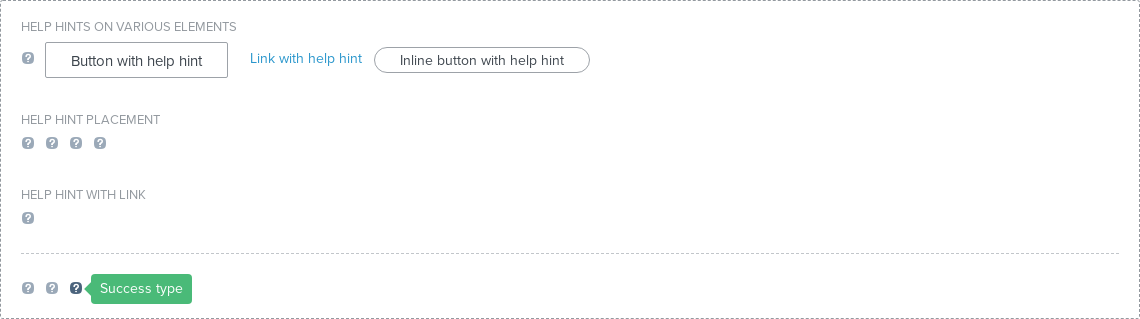 HELP HINTS ON VARIOUS ELEMENTS
? Button with help hint Link with help hint Inline button with help hint
HELP HINT PLACEMENT
? ? ? ?
HELP HINT WITH LINK
?
? ? ? Success type